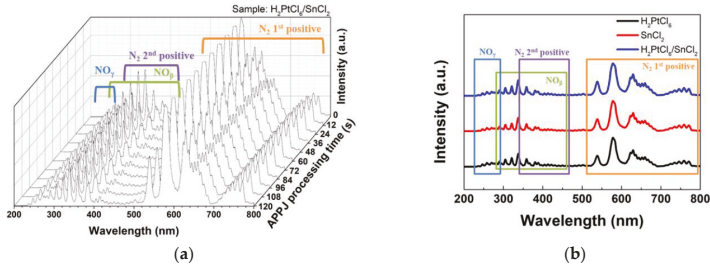 Sample: H₂PtCl₆/SnCl₂
N₂ 1ˢᵗ positive
N₂ 2ⁿᵈ positive
NOᵦ
NOᵧ
Intensity (a.u.)
0
12
24
36
48
60
72
84
96
108
120
APPJ processing time (s)
200 300 400 500 600 700 800
Wavelength (nm)
(a)
H₂PtCl₆
SnCl₂
H₂PtCl₆/SnCl₂
NOᵧ
N₂ 2ⁿᵈ positive
NOᵦ
N₂ 1ˢᵗ positive
Intensity (a.u.)
200 300 400 500 600 700 800
Wavelength (nm)
(b)